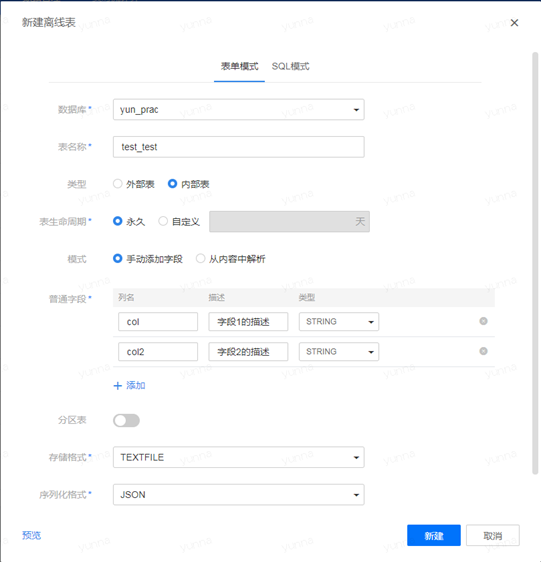 新建离线表
表单模式 SQL模式
数据库* yun_prac
表名称* test_test
类型 外部表 内部表
表生命周期* 永久 自定义 天
模式 手动添加字段 从内容中解析
普通字段* 列名 描述 类型
col 字段1的描述 STRING
col2 字段2的描述 STRING
+ 添加
分区表
存储格式* TEXTFILE
序列化格式* JSON
预览 新建 取消